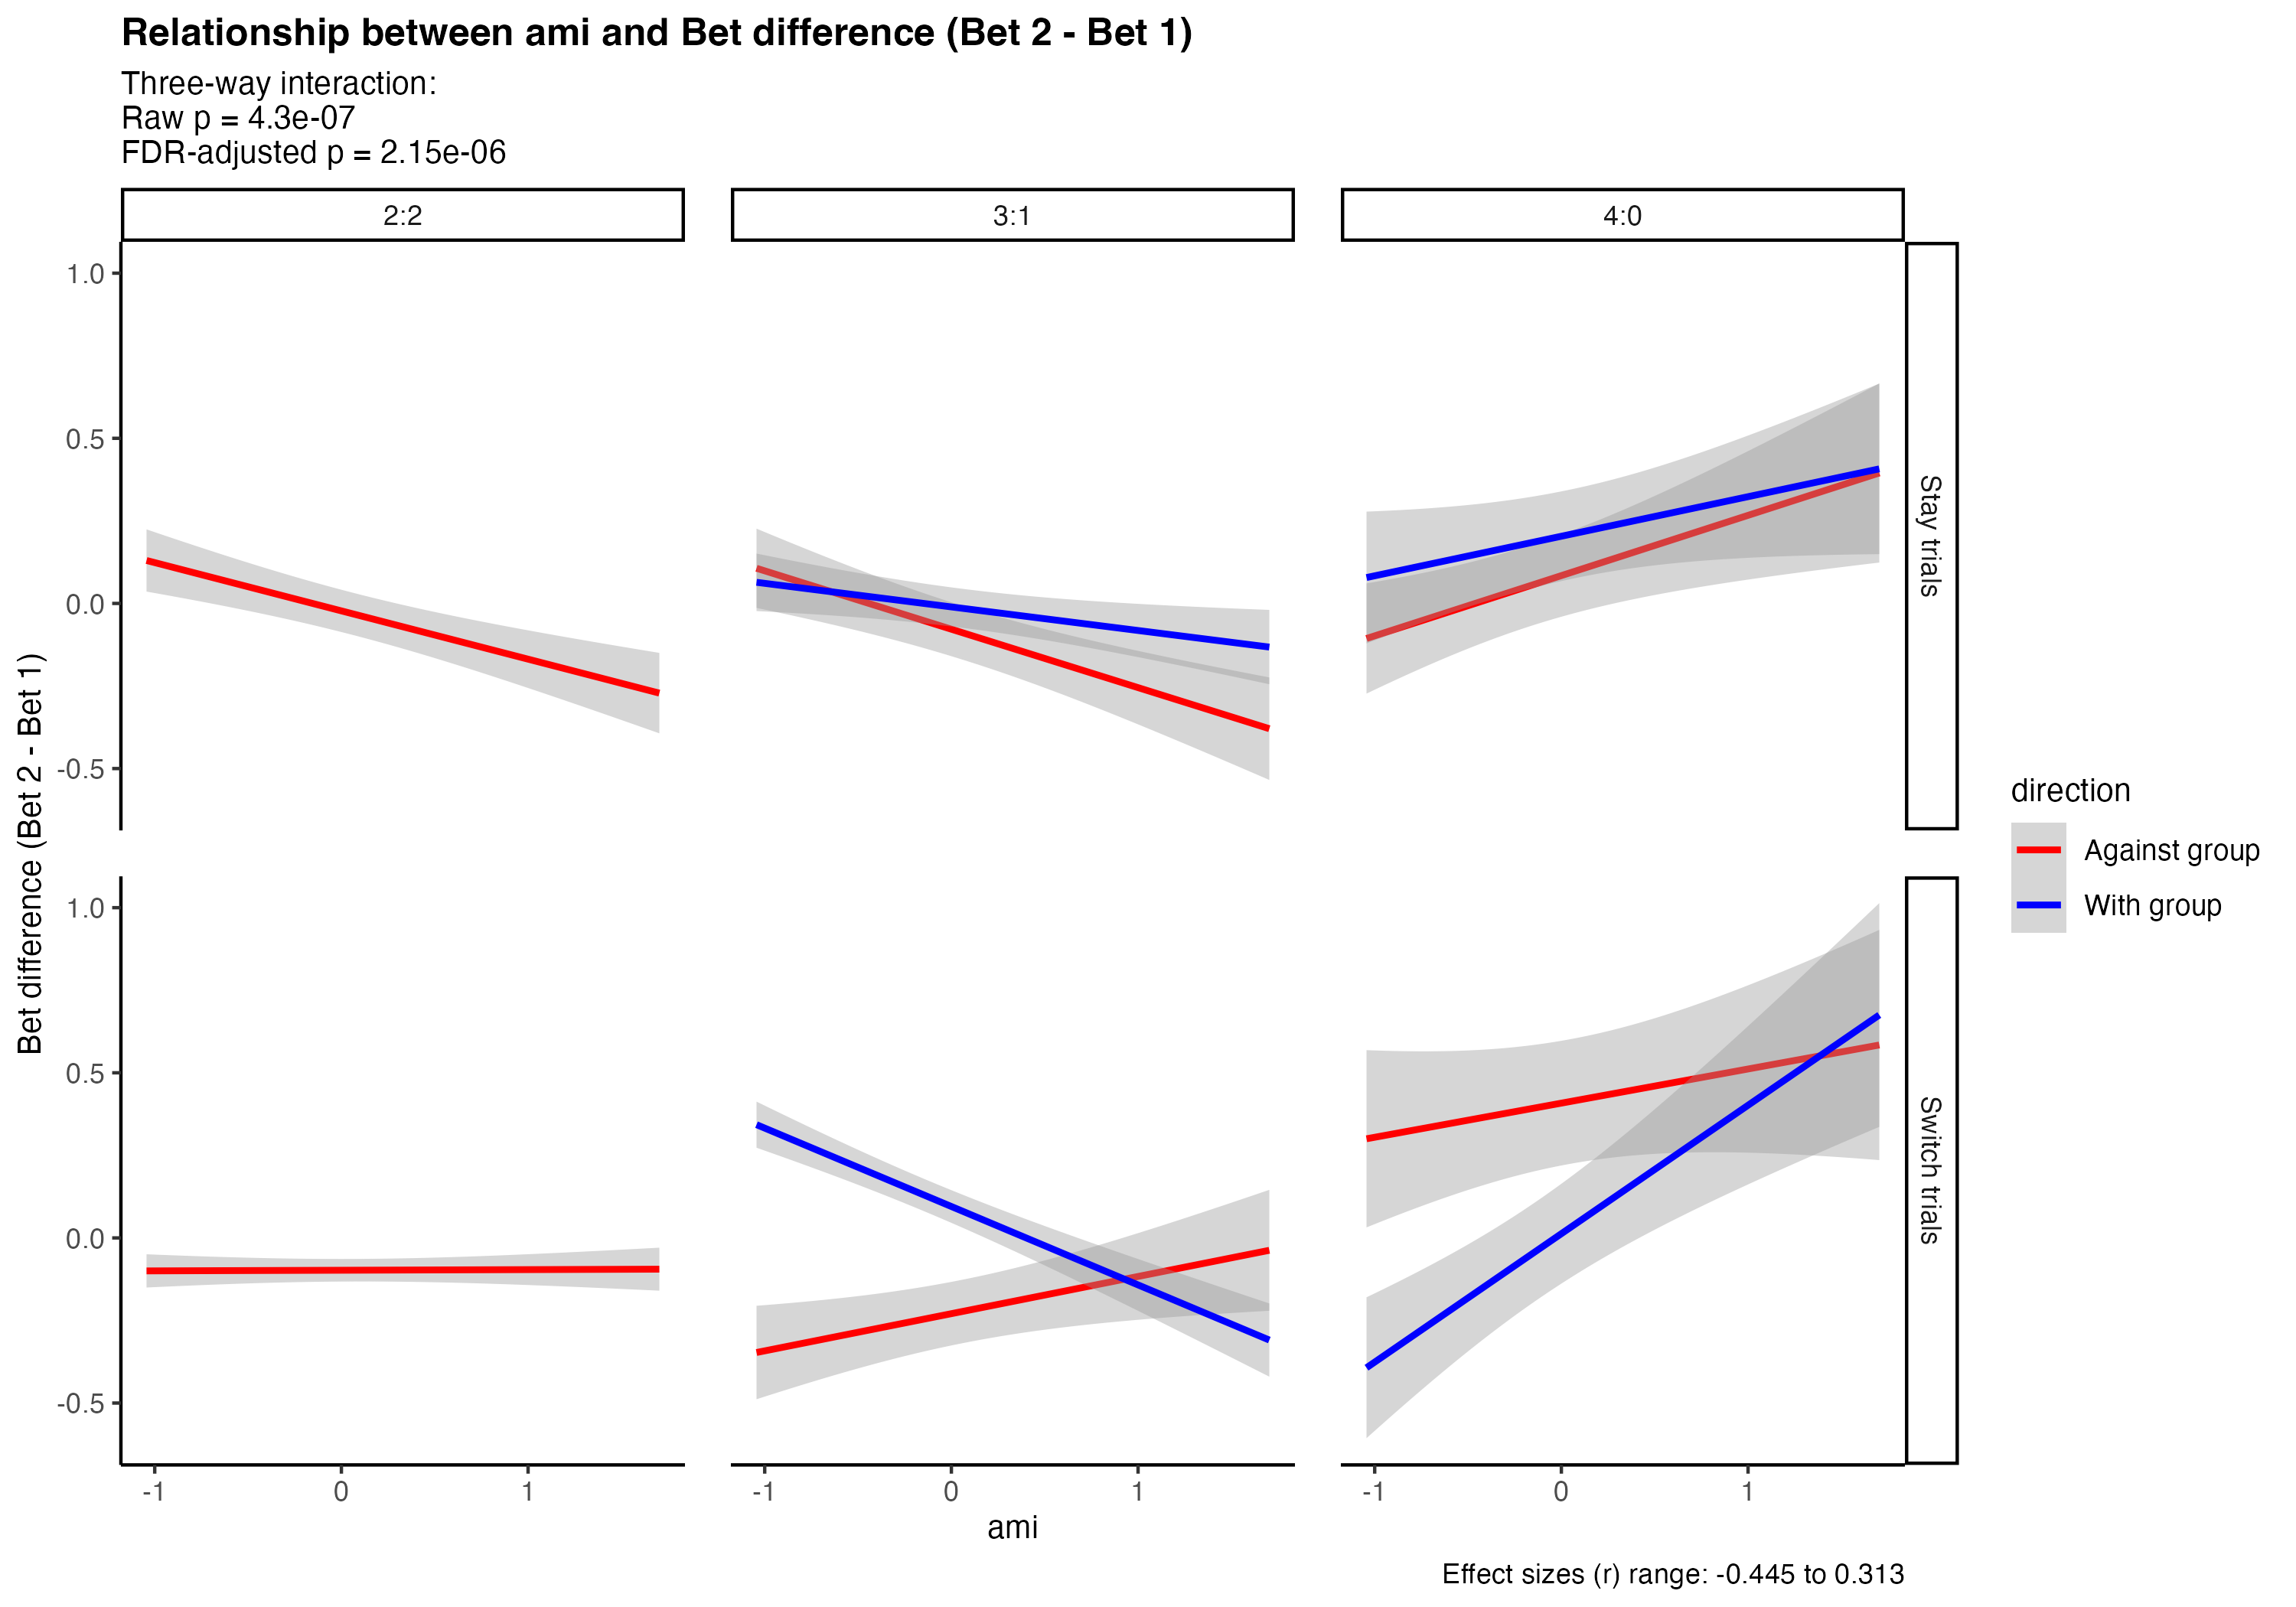 Relationship between ami and Bet difference (Bet 2 - Bet 1)
Three-way interaction:
Raw p = 4.3e-07
FDR-adjusted p = 2.15e-06
2:2
3:1
4:0
1.0
0.5
0.0
-0.5
Stay trials
1.0
0.5
0.0
-0.5
Switch trials
Bet difference (Bet 2 - Bet 1)
-1
0
1
-1
0
1
-1
0
1
ami
direction
Against group
With group
Effect sizes (r) range: -0.445 to 0.313